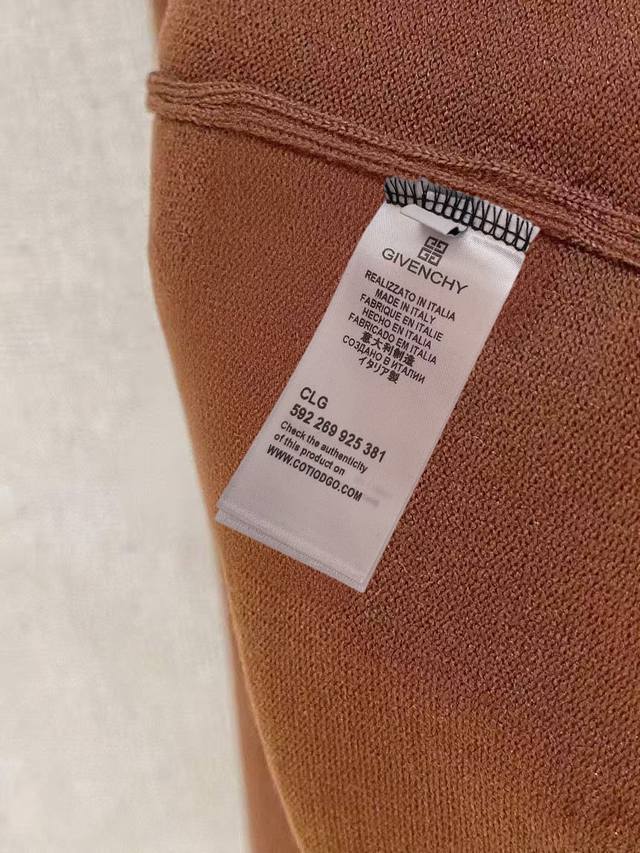 GIVENCHY
REALIZZATO IN ITALIA
MADE IN ITALY
FABRIQUE EN ITALIE
HECHO EN ITALIA
FABRICADO EM ITALIA
意大利制造
СОЗДАНО В ИТАЛИИ
イタリア製
CLG
592 269 925 381
Check the authenticity
of this product on
WWW.COTIODGO.COM